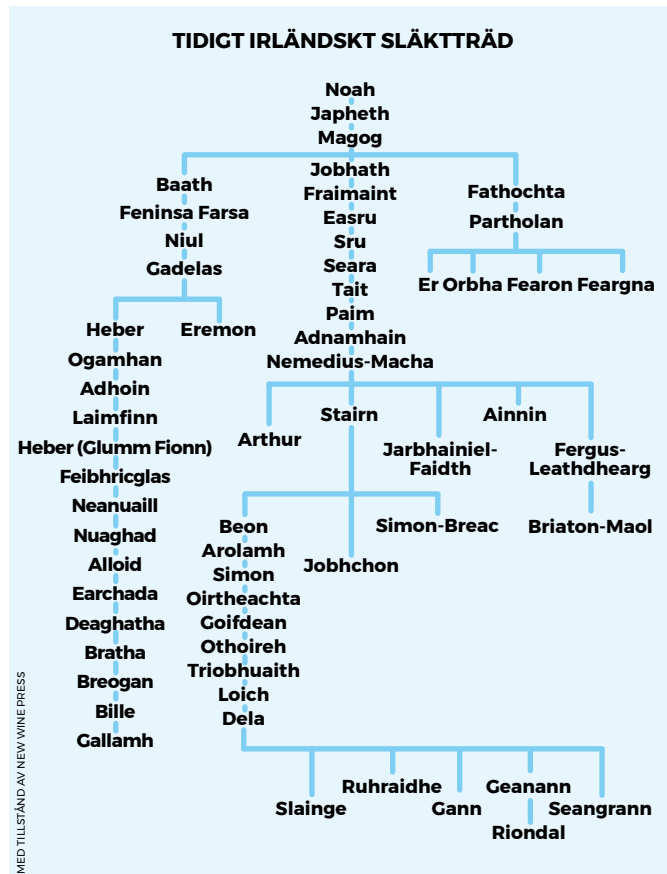 TIDIGT IRLÄNDSKT SLÄKTTRÄD
Noah
Japheth
Magog
Baath
Feninsa Farsa
Niul
Gadelas
Heber
Eremon
Ogamhan
Adhoin
Laimfinn
Heber (Glumm Fionn)
Feibhricglas
Neanuaill
Nuaghad
Alloid
Earchada
Deaghatha
Bratha
Breogan
Bille
Gallamh
Jobhath
Fraimaint
Easru
Sru
Seara
Tait
Paim
Adnamhain
Nemedius-Macha
Fathochta
Partholan
Er Orbha Fearon Feargna
Arthur
Stairn
Jarbhainiel-
Faidth
Ainnin
Fergus-
Leathdhearg
Briaton-Maol
Beon
Arolamh
Simon
Oirtheachta
Goifdean
Othoireh
Triobhuaith
Loich
Dela
Jobhchon
Simon-Breac
Slainge
Ruhraidhe
Gann
Geanann
Riondal
Seangrann
MED TILLSTÅND AV NEW WINE PRESS